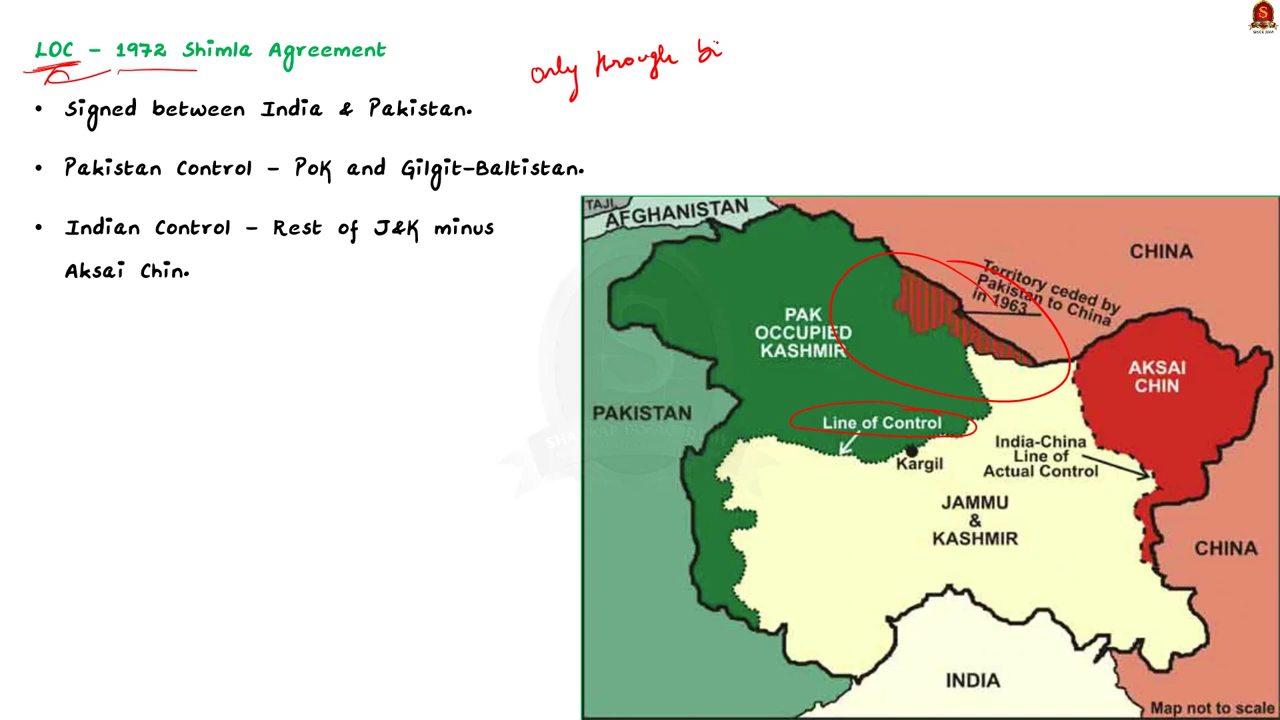 LOC - 1972 Shimla Agreement
only through bi
• Signed between India & Pakistan.
• Pakistan Control - PoK and Gilgit-Baltistan.
• Indian Control - Rest of J&K minus
Aksai Chin.
S
SINCE 2004
TAJI.
AFGHANISTAN
CHINA
Territory ceded by
Pakistan to China
in 1963
PAK
OCCUPIED
KASHMIR
AKSAI
CHIN
PAKISTAN
Line of Control
Kargil
India-China
Line of
Actual Control
JAMMU
&
KASHMIR
CHINA
INDIA
Map not to scale